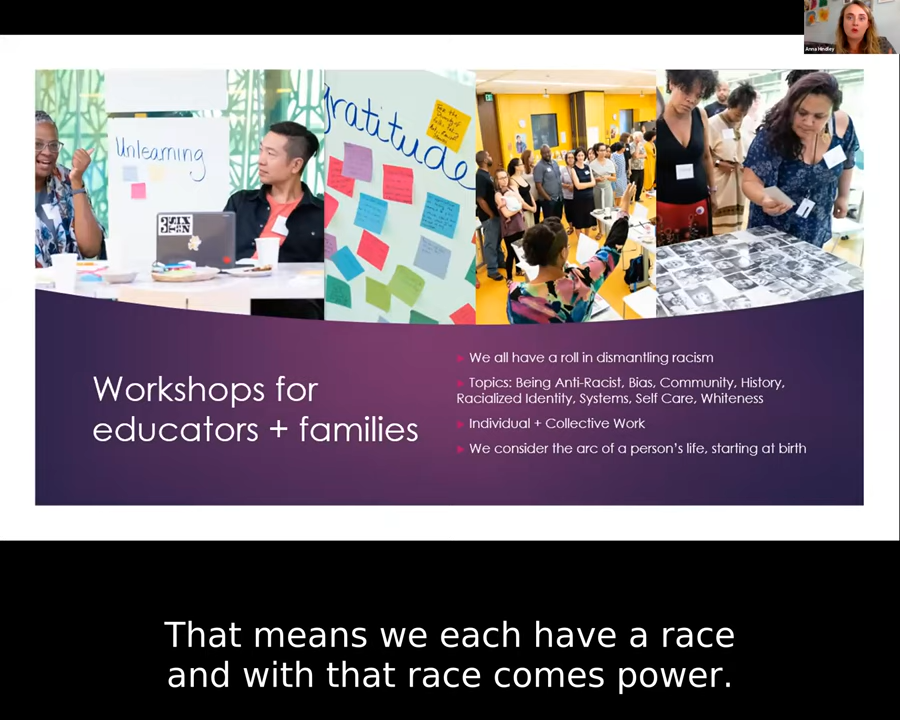 Anna Hindley
Unlearning
gratitude
Workshops for
educators + families
We all have a roll in dismantling racism
Topics: Being Anti-Racist, Bias, Community, History,
Racialized Identity, Systems, Self Care, Whiteness
Individual + Collective Work
We consider the arc of a person's life, starting at birth
That means we each have a race
and with that race comes power.